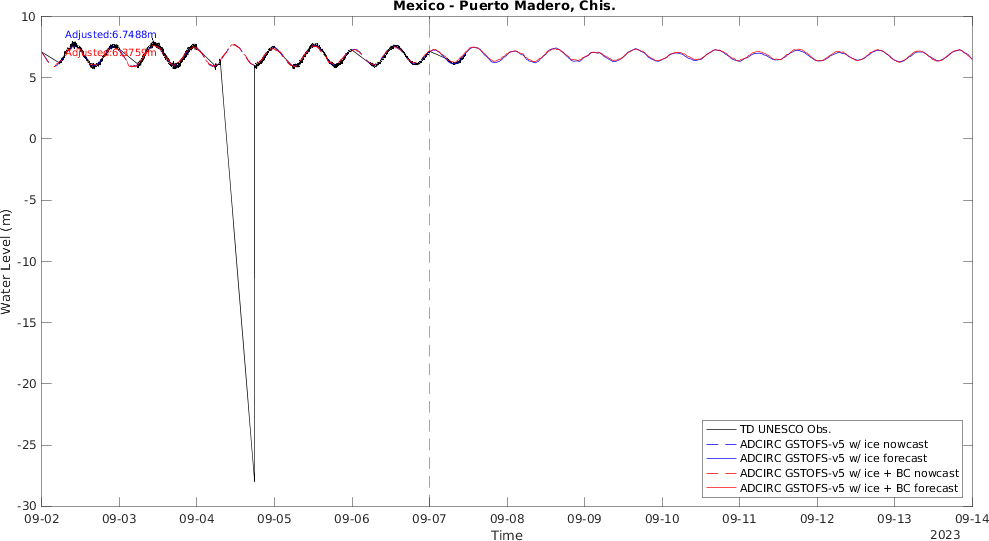 Mexico - Puerto Madero, Chis.
10
5
0
-5
-10
-15
-20
-25
-30
Water Level (m)
Adjusted:6.7488m
Adjusted:6.3759m
TD UNESCO Obs.
ADCIRC GSTOFS-v5 w/ ice nowcast
ADCIRC GSTOFS-v5 w/ ice forecast
ADCIRC GSTOFS-v5 w/ ice + BC nowcast
ADCIRC GSTOFS-v5 w/ ice + BC forecast
09-02 09-03 09-04 09-05 09-06 09-07 09-08 09-09 09-10 09-11 09-12 09-13 09-14
Time
2023